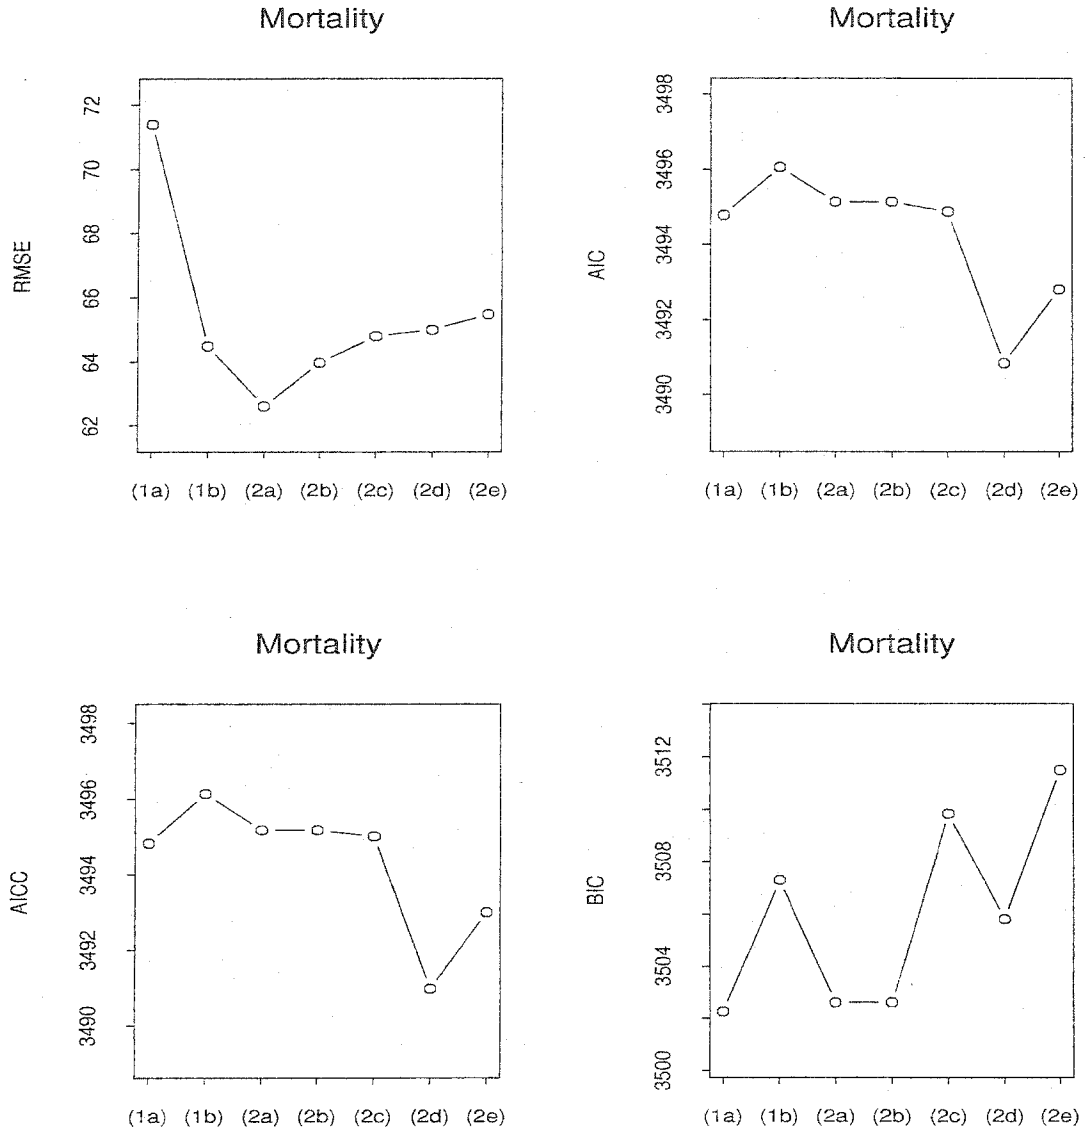 Mortality
RMSE
72
70
68
66
64
62
(1a) (1b) (2a) (2b) (2c) (2d) (2e)
Mortality
AIC
3498
3496
3494
3492
3490
(1a) (1b) (2a) (2b) (2c) (2d) (2e)
Mortality
AICC
3498
3496
3494
3492
3490
(1a) (1b) (2a) (2b) (2c) (2d) (2e)
Mortality
BIC
3512
3508
3504
3500
(1a) (1b) (2a) (2b) (2c) (2d) (2e)